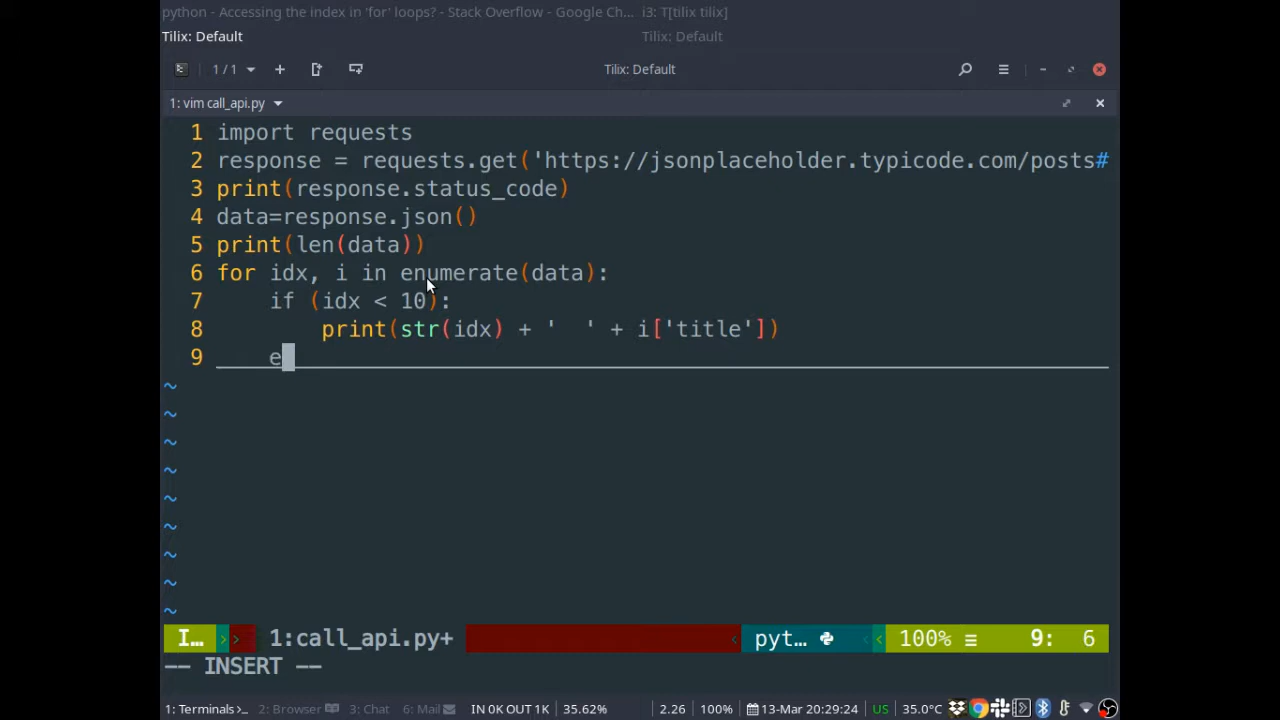 python - Accessing the index in 'for' loops? - Stack Overflow - Google Ch... i3: T[tilix tilix]
Tilix: Default Tilix: Default
1 / 1 Tilix: Default
1: vim call_api.py
1 import requests
2 response = requests.get('https://jsonplaceholder.typicode.com/posts#
3 print(response.status_code)
4 data=response.json()
5 print(len(data))
6 for idx, i in enumerate(data):
7     if (idx < 10):
8         print(str(idx) + '  ' + i['title'])
9     e
~
~
~
~
~
~
~
~
~
I... 1:call_api.py+ pyt... 100% 9: 6
-- INSERT --
1: Terminals 2: Browser 3: Chat 6: Mail IN 0K OUT 1K 35.62% 2.26 100% 13-Mar 20:29:24 US 35.0°C